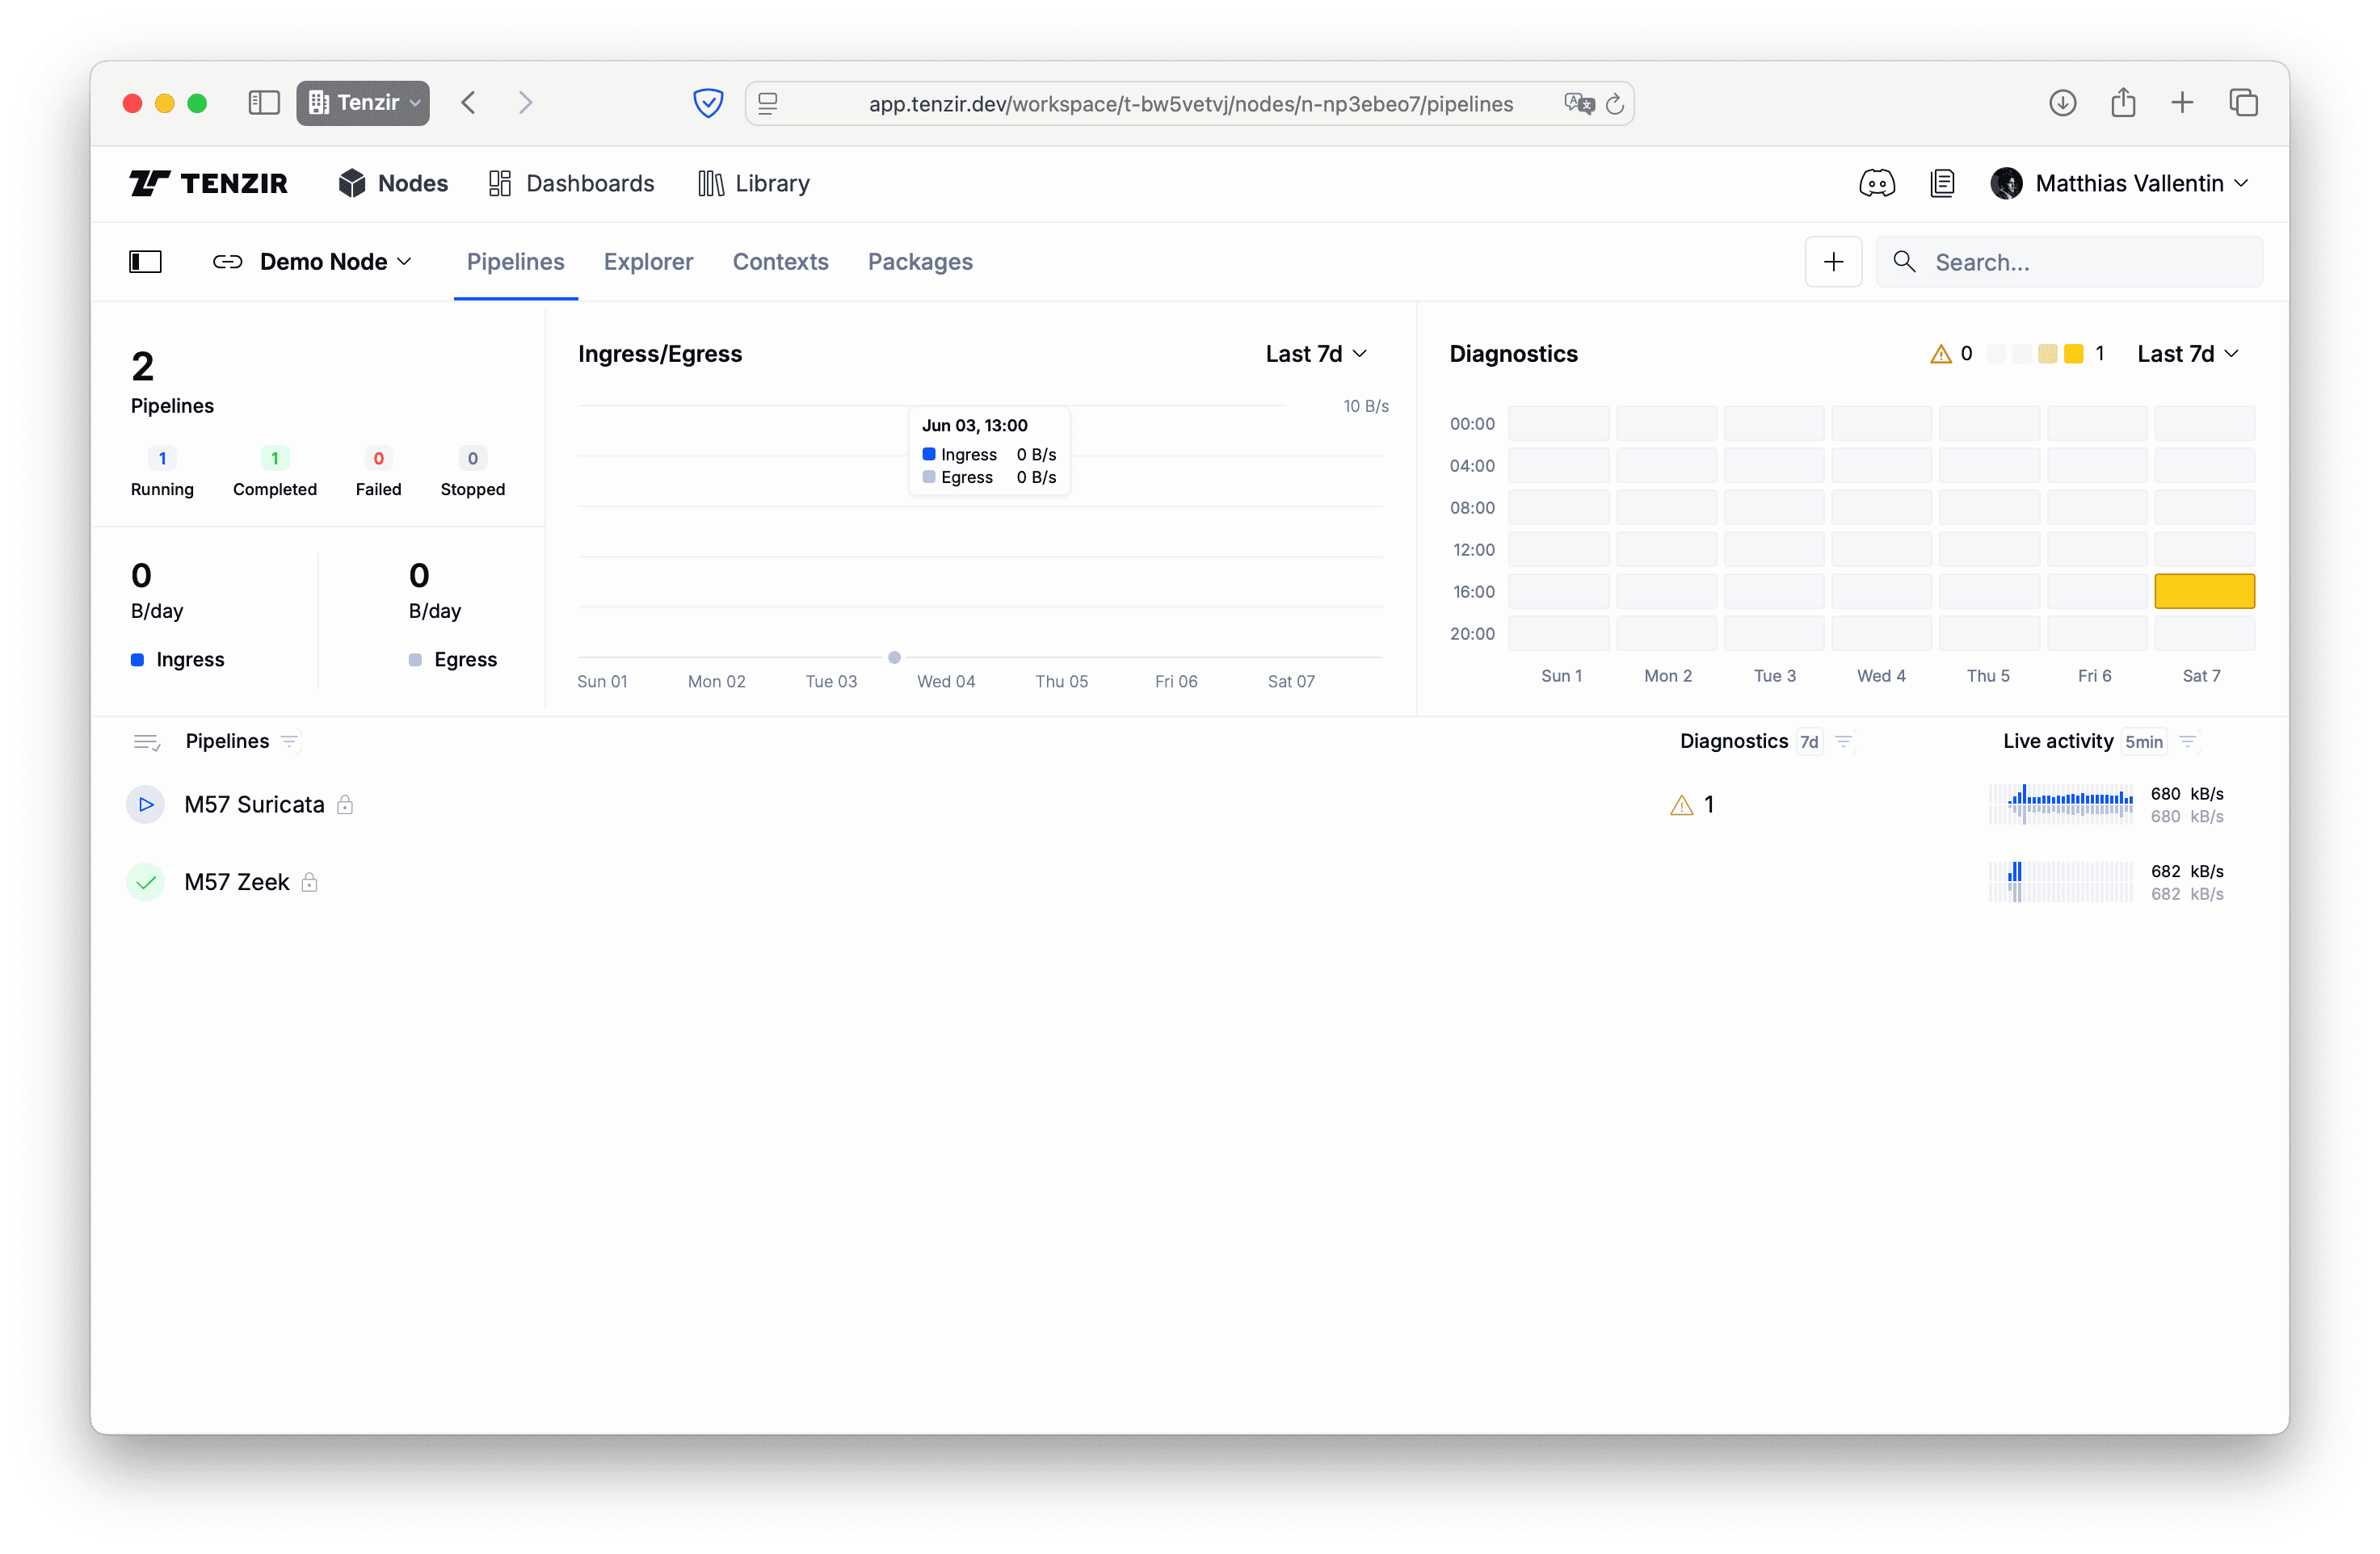 Tenzir
app.tenzir.dev/workspace/t-bw5vetvj/nodes/n-np3ebeo7/pipelines
TENZIR
Nodes
Dashboards
Library
Matthias Vallentin
Demo Node
Pipelines
Explorer
Contexts
Packages
Search...
2
Pipelines
1
1
0
0
Running
Completed
Failed
Stopped
0
B/day
Ingress
0
B/day
Egress
Ingress/Egress
Last 7d
10 B/s
Jun 03, 13:00
Ingress 0 B/s
Egress 0 B/s
Sun 01
Mon 02
Tue 03
Wed 04
Thu 05
Fri 06
Sat 07
Diagnostics
0
1
Last 7d
00:00
04:00
08:00
12:00
16:00
20:00
Sun 1
Mon 2
Tue 3
Wed 4
Thu 5
Fri 6
Sat 7
Pipelines
Diagnostics 7d
Live activity 5min
M57 Suricata
1
680 kB/s
680 kB/s
M57 Zeek
682 kB/s
682 kB/s